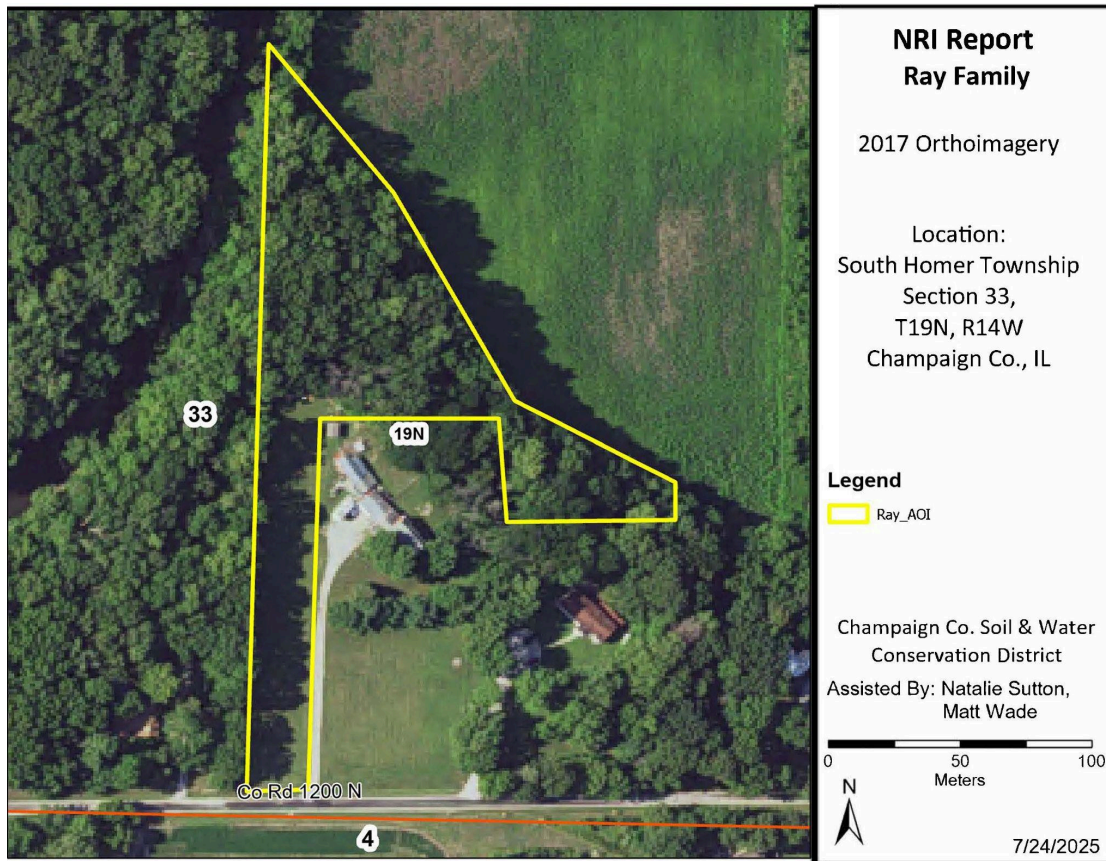 33
19N
Co Rd 1200 N
4
NRI Report
Ray Family
2017 Orthoimagery
Location:
South Homer Township
Section 33,
T19N, R14W
Champaign Co., IL
Legend
Ray_AOI
Champaign Co. Soil & Water
Conservation District
Assisted By: Natalie Sutton,
Matt Wade
0 50 100
Meters
N
7/24/2025